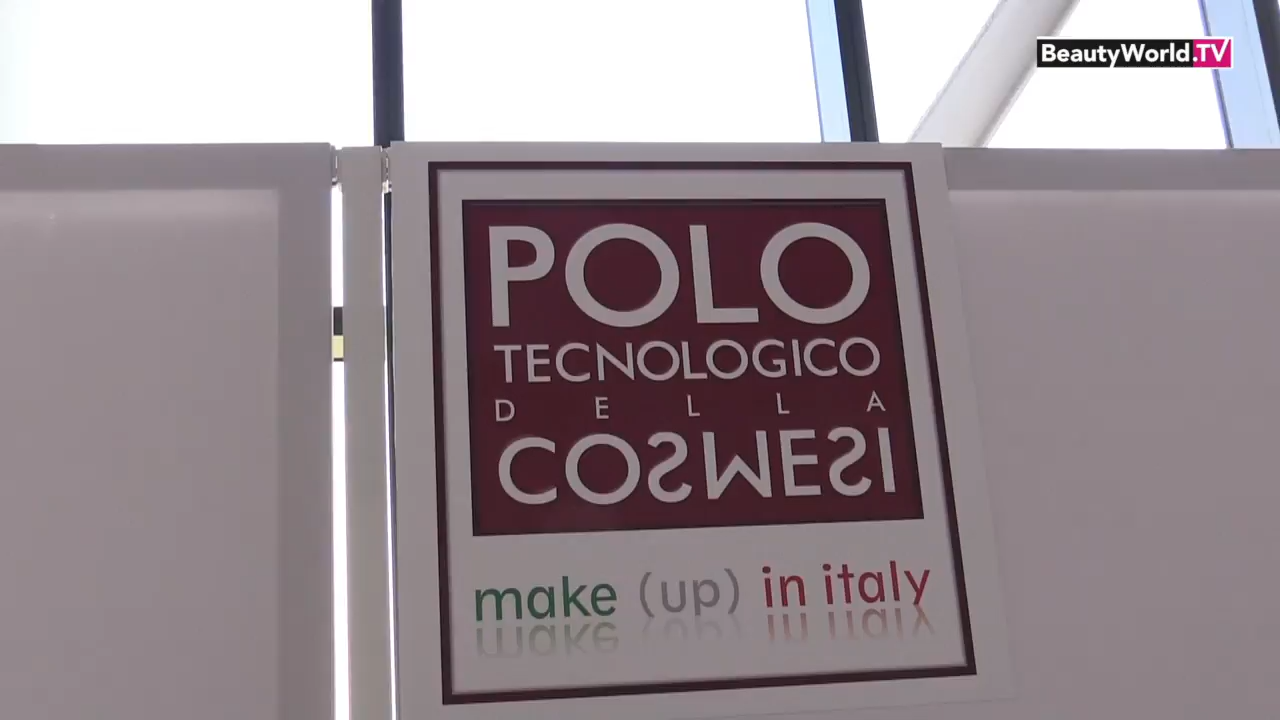 BeautyWorld.TV
POLO
TECNOLOGICO
DELLA
COSMESI
make (up) in italy